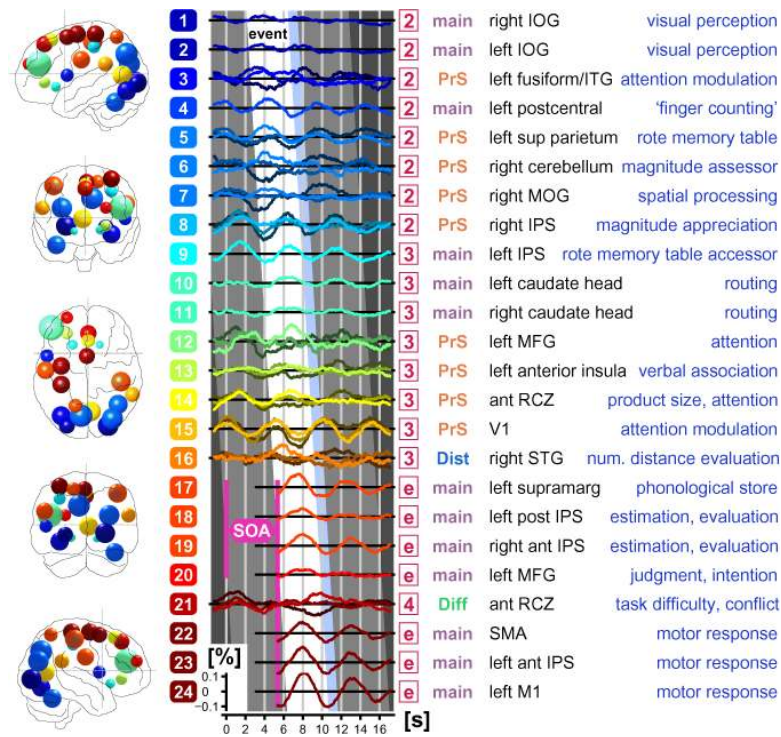 event
1 2 main right IOG visual perception
2 2 main left IOG visual perception
3 2 PrS left fusiform/ITG attention modulation
4 2 main left postcentral 'finger counting'
5 2 PrS left sup parietum rote memory table
6 2 PrS right cerebellum magnitude assessor
7 2 PrS right MOG spatial processing
8 2 PrS right IPS magnitude appreciation
9 3 main left IPS rote memory table accessor
10 3 main left caudate head routing
11 3 main right caudate head routing
12 3 PrS left MFG attention
13 3 PrS left anterior insula verbal association
14 3 PrS ant RCZ product size, attention
15 3 PrS V1 attention modulation
16 3 Dist right STG num. distance evaluation
17 e main left supramarg phonological store
18 e main left post IPS estimation, evaluation
SOA
19 e main right ant IPS estimation, evaluation
20 e main left MFG judgment, intention
21 4 Diff ant RCZ task difficulty, conflict
22 e main SMA motor response
[%]
23 e main left ant IPS motor response
0.1
24 0 e main left M1 motor response
−0.1
0 2 4 6 8 10 12 14 16 [s]